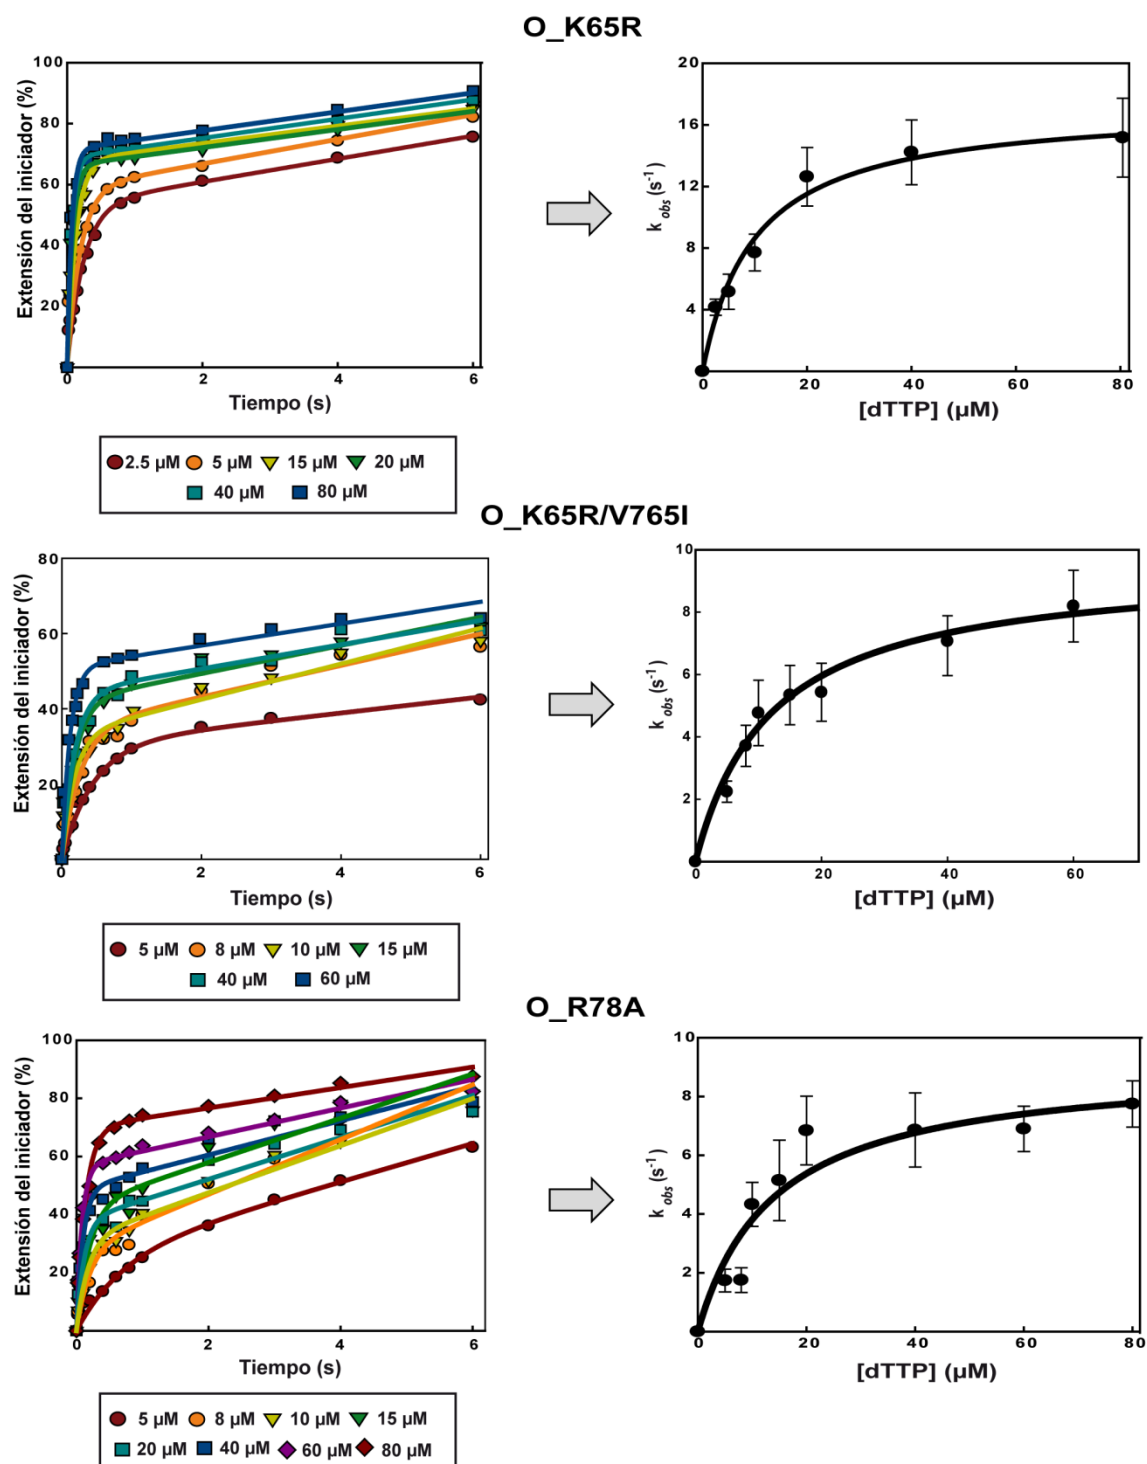 O_K65R
Extensión del iniciador (%)
100
80
60
40
20
0 2 4 6
Tiempo (s)
k obs (s-1)
20
16
12
8
4
0 20 40 60 80
[dTTP] (µM)
2.5 µM 5 µM 15 µM 20 µM
40 µM 80 µM
O_K65R/V765I
Extensión del iniciador (%)
80
60
40
20
0
0 2 4 6
Tiempo (s)
k obs (s-1)
10
8
6
4
2
0 20 40 60
[dTTP] (µM)
5 µM 8 µM 10 µM 15 µM
40 µM 60 µM
O_R78A
Extensión del iniciador (%)
100
80
60
40
20
0 2 4 6
Tiempo (s)
k obs (s-1)
10
8
6
4
2
0 20 40 60 80
[dTTP] (µM)
5 µM 8 µM 10 µM 15 µM
20 µM 40 µM 60 µM 80 µM